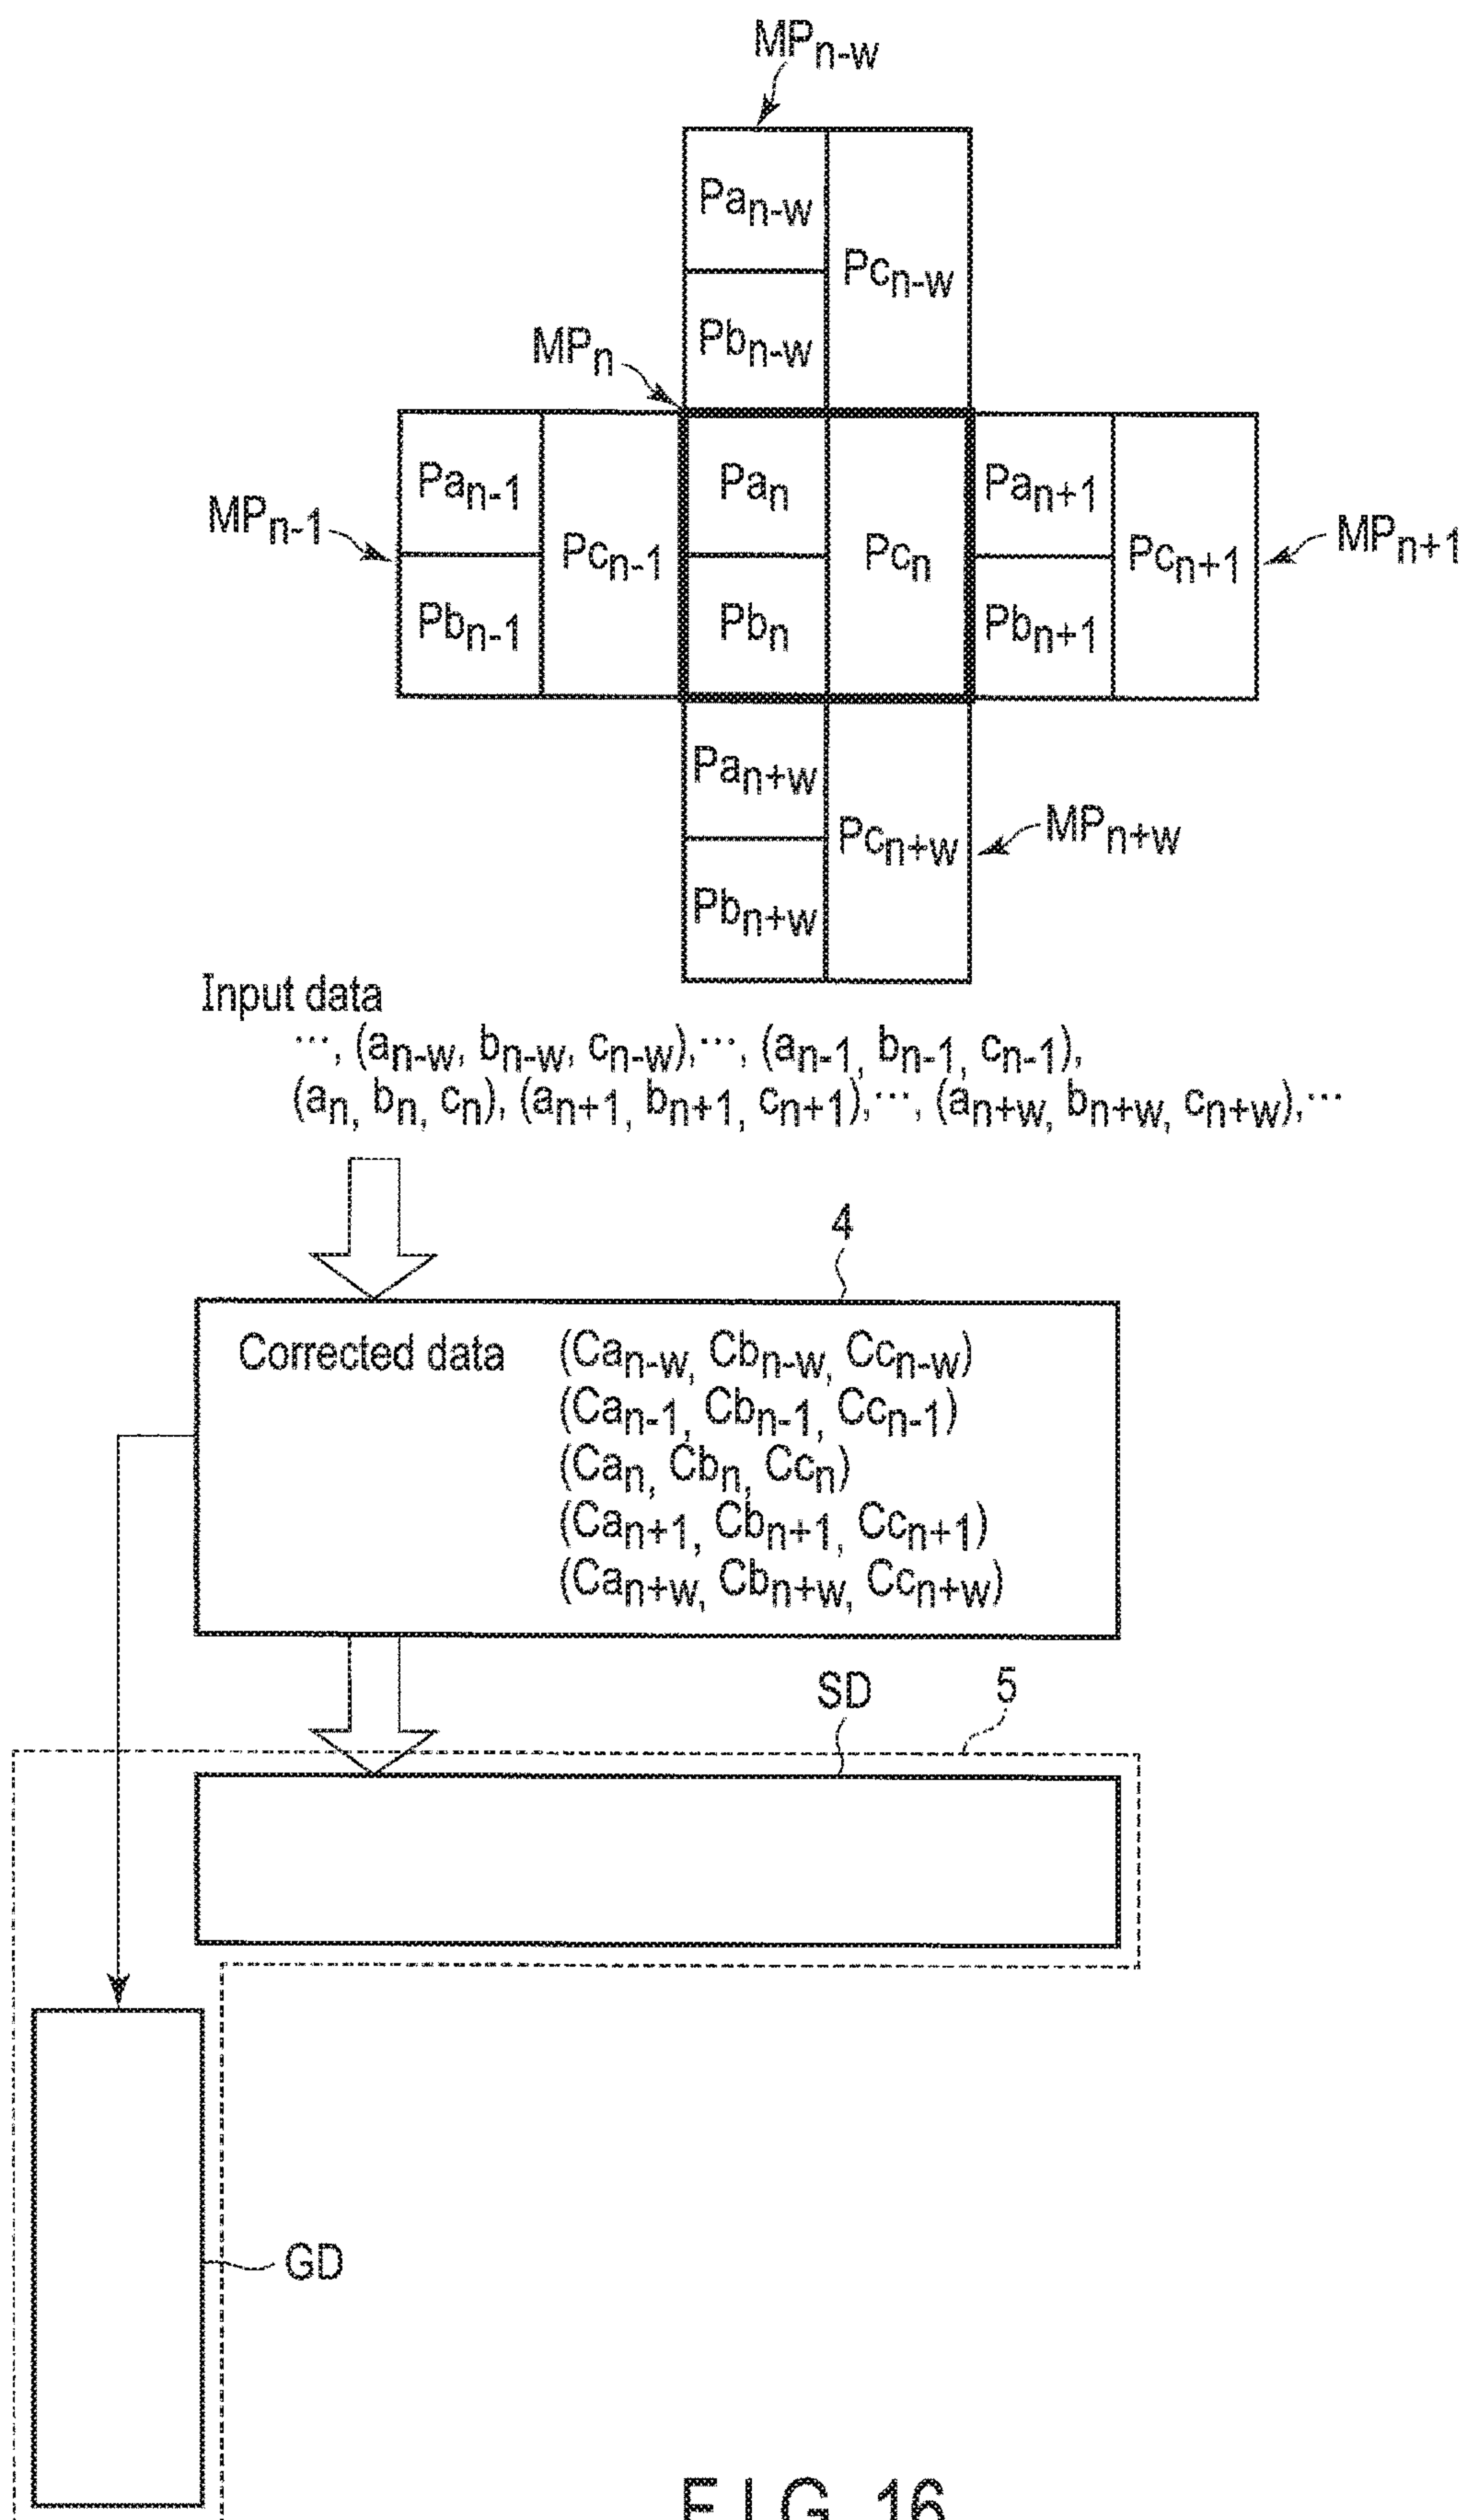 MPn-w
Pan-w
Pcn-w
Pbn-w
MPn
Pan-1
Pan
Pan+1
MPn-1
Pcn-1
Pcn
Pcn+1
MPn+1
Pbn-1
Pbn
Pbn+1
Pan+w
Pcn+w
MPn+w
Pbn+w
Input data
…, (an-w, bn-w, cn-w),…, (an-1, bn-1, cn-1),
(an, bn, cn), (an+1, bn+1, cn+1),…, (an+w, bn+w, cn+w),…
4
Corrected data (Can-w, Cbn-w, Ccn-w)
(Can-1, Cbn-1, Ccn-1)
(Can, Cbn, Ccn)
(Can+1, Cbn+1, Ccn+1)
(Can+w, Cbn+w, Ccn+w)
SD
5
GD
FIG. 16